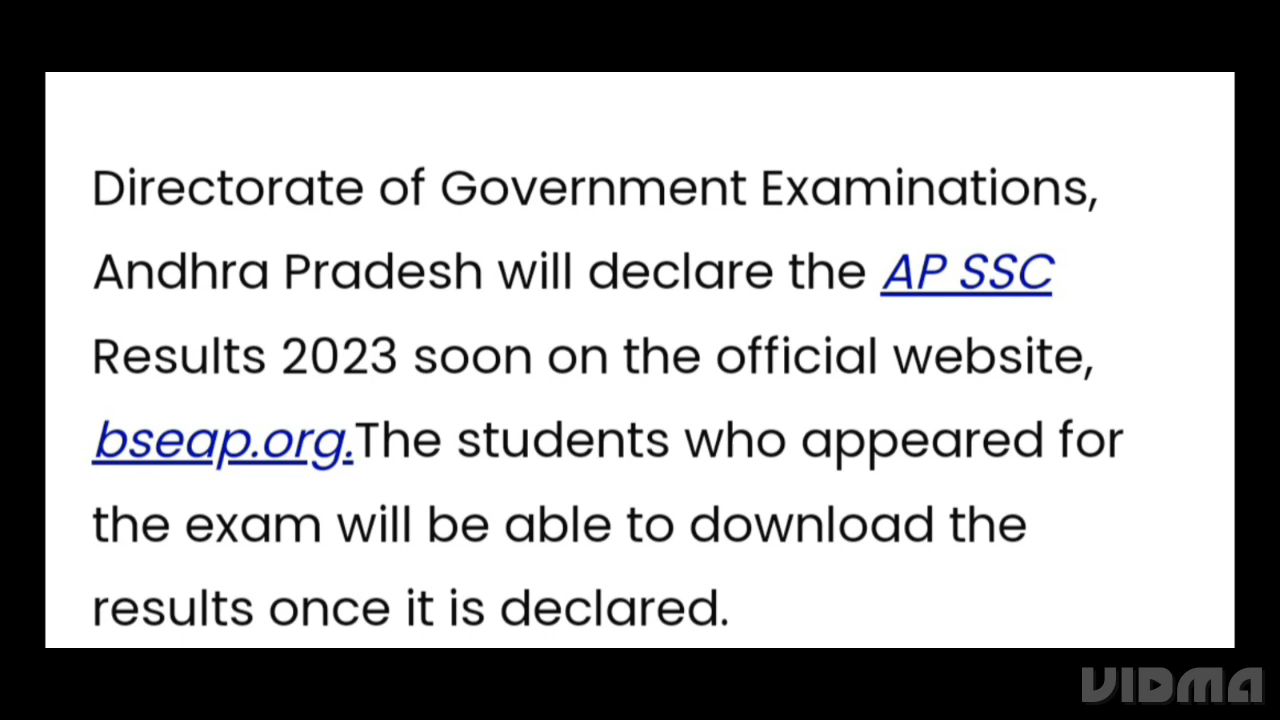 Directorate of Government Examinations,
Andhra Pradesh will declare the AP SSC
Results 2023 soon on the official website,
bseap.org.The students who appeared for
the exam will be able to download the
results once it is declared.
VIDMA